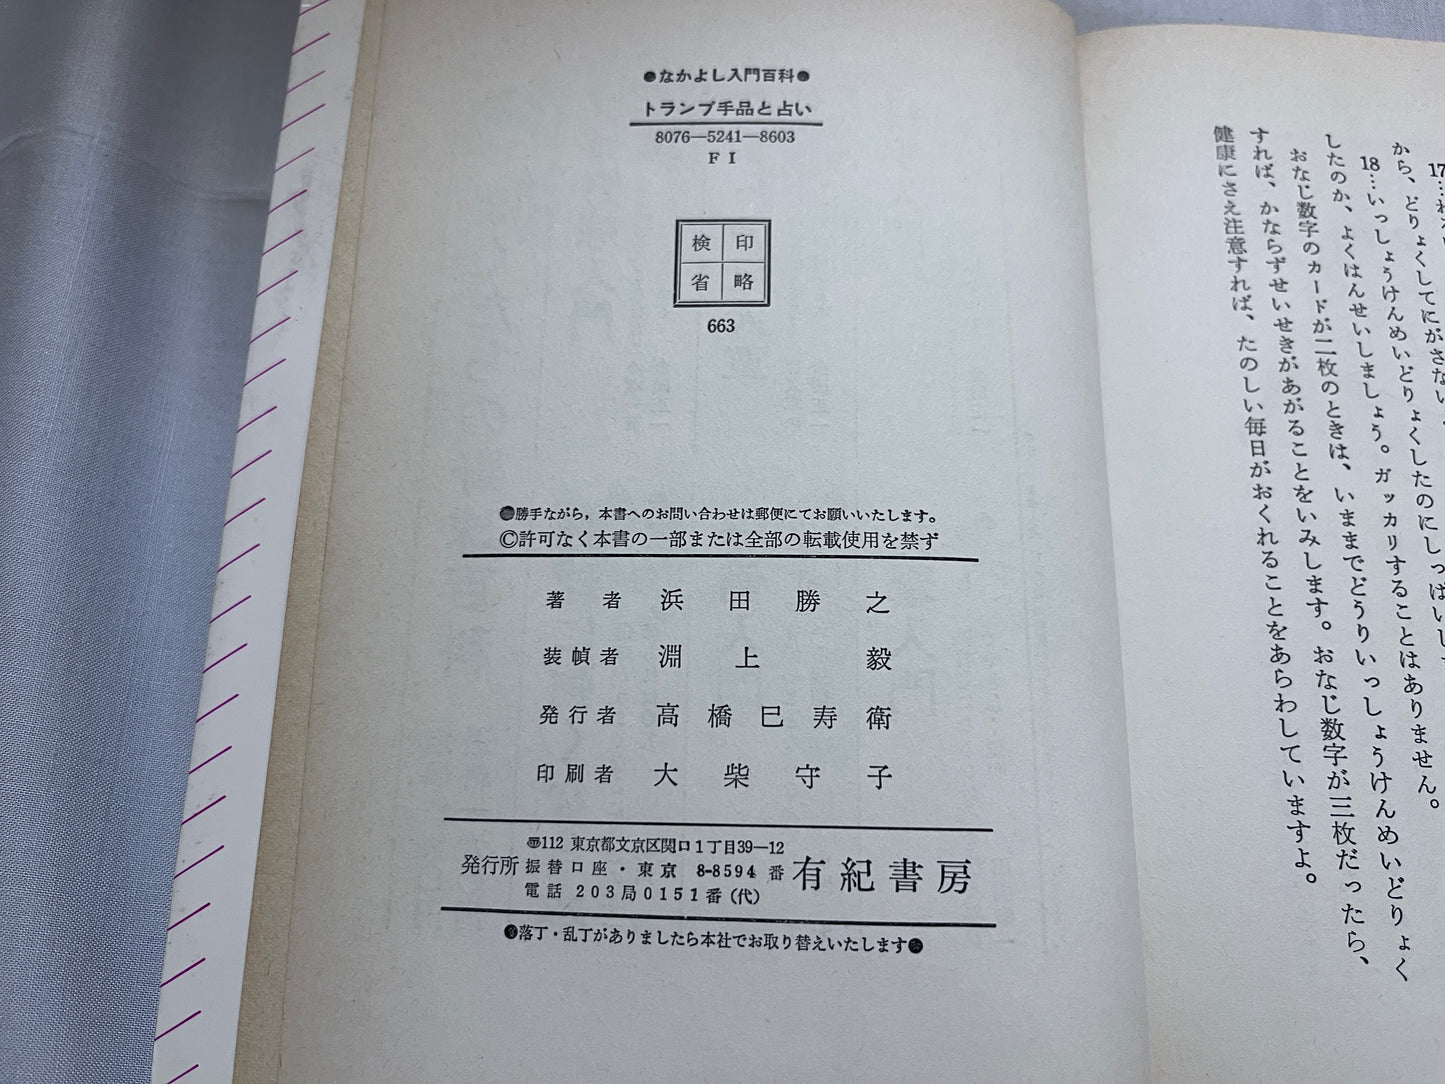 ●なかよし入門百科●
トランプ手品と占い
8076—5241—8603
FI
検印
省略
663
●勝手ながら，本書へのお問い合わせは郵便にてお願いいたします。
©許可なく本書の一部または全部の転載使用を禁ず
著者 浜田勝之
装幀者 淵上毅
発行者 高橋巳寿衛
印刷者 大柴守子
発行所
〠112 東京都文京区関口1丁目39—12
振替口座・東京 8-8594番
電話 203局0151番(代)
有紀書房
●落丁・乱丁がありましたら本社でお取り替えいたします●
17…
から、どりょくしてにがさない
18…いっしょうけんめいどりょくしたのにしっぱい
したのか、よくはんせいしましょう。ガッカリすることはありません。
おなじ数字のカードが二枚のときは、いままでどうりいっしょうけんめいどりょく
すれば、かならずせいせきがあがることをいみします。おなじ数字が三枚だったら、
健康にさえ注意すれば、たのしい毎日がおくれることをあらわしていますよ。